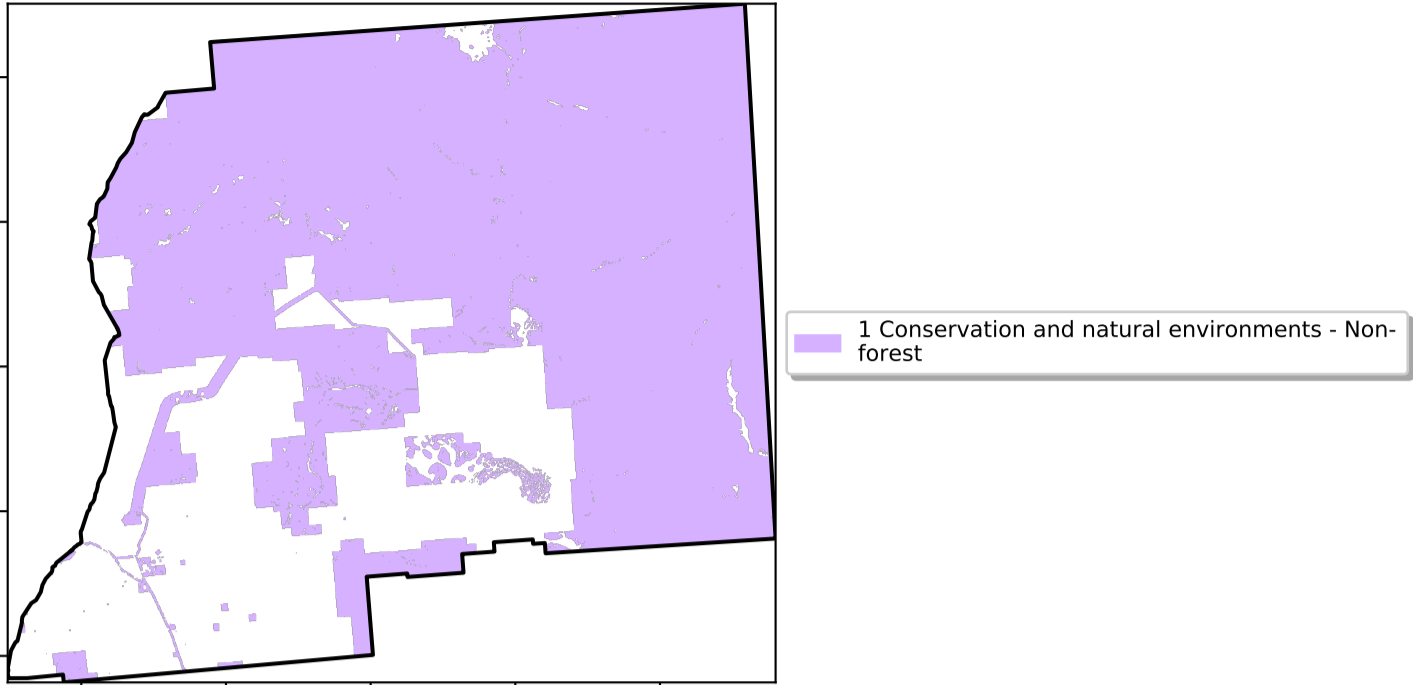 1 Conservation and natural environments - Non-
forest